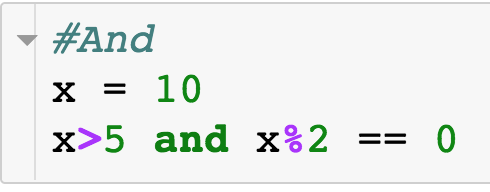 #And
x = 10
x>5 and x%2 == 0